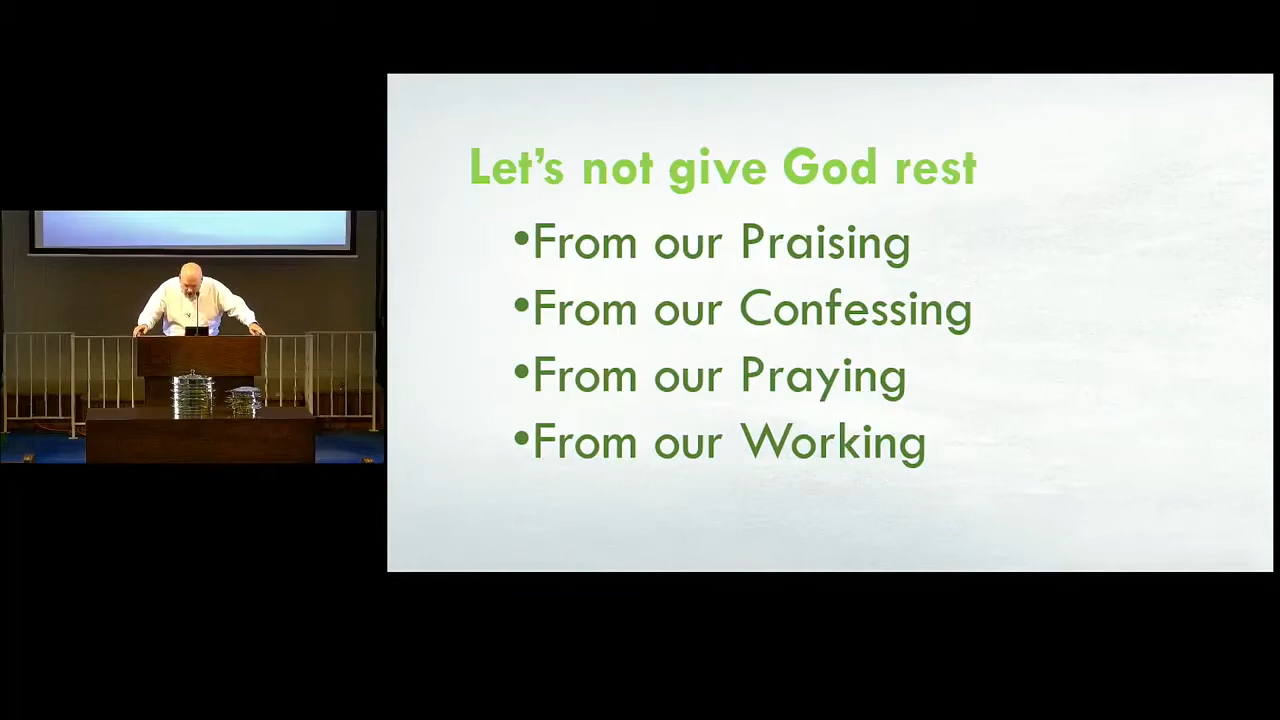 Let's not give God rest
•From our Praising
•From our Confessing
•From our Praying
•From our Working